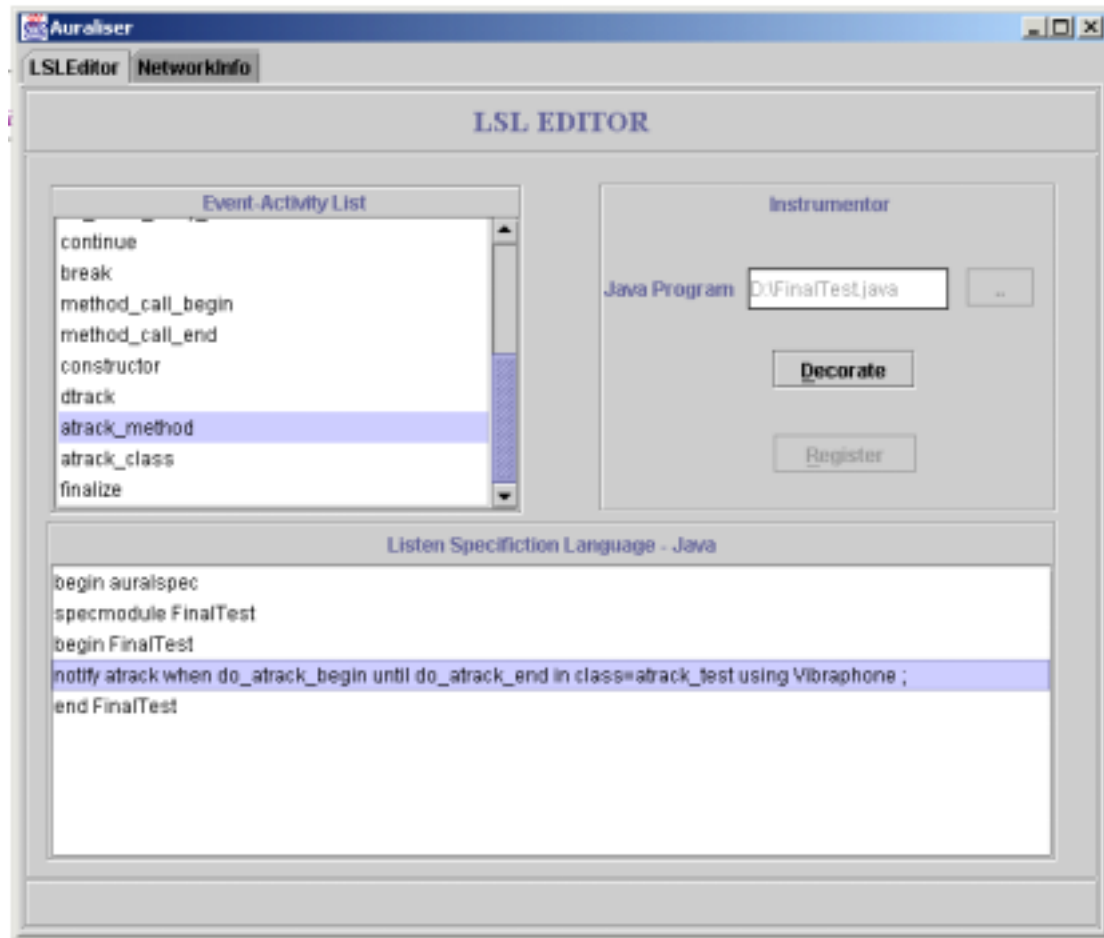 Auraliser
LSLEditor NetworkInfo
LSL EDITOR
Event-Activity List
continue
break
method_call_begin
method_call_end
constructor
dtrack
atrack_method
atrack_class
finalize
Instrumentor
Java Program D:\FinalTest.java ..
Decorate
Register
Listen Specifiction Language - Java
begin auralspec
specmodule FinalTest
begin FinalTest
notify atrack when do_atrack_begin until do_atrack_end in class=atrack_test using Vibraphone ;
end FinalTest